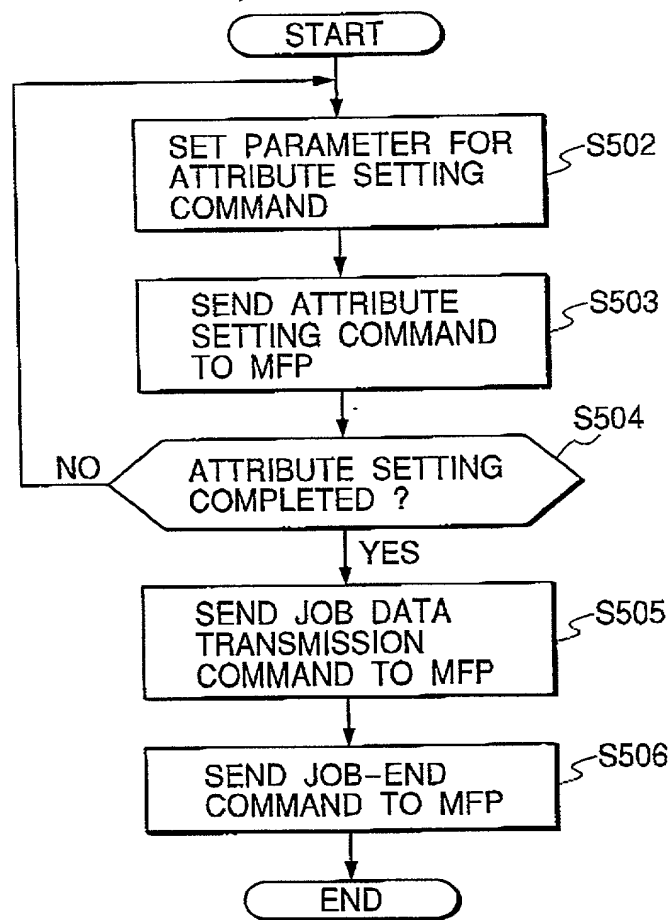 START
SET PARAMETER FOR
ATTRIBUTE SETTING
COMMAND
S502
SEND ATTRIBUTE
SETTING COMMAND
TO MFP
S503
S504
NO
ATTRIBUTE SETTING
COMPLETED ?
YES
SEND JOB DATA
TRANSMISSION
COMMAND TO MFP
S505
SEND JOB-END
COMMAND TO MFP
S506
END